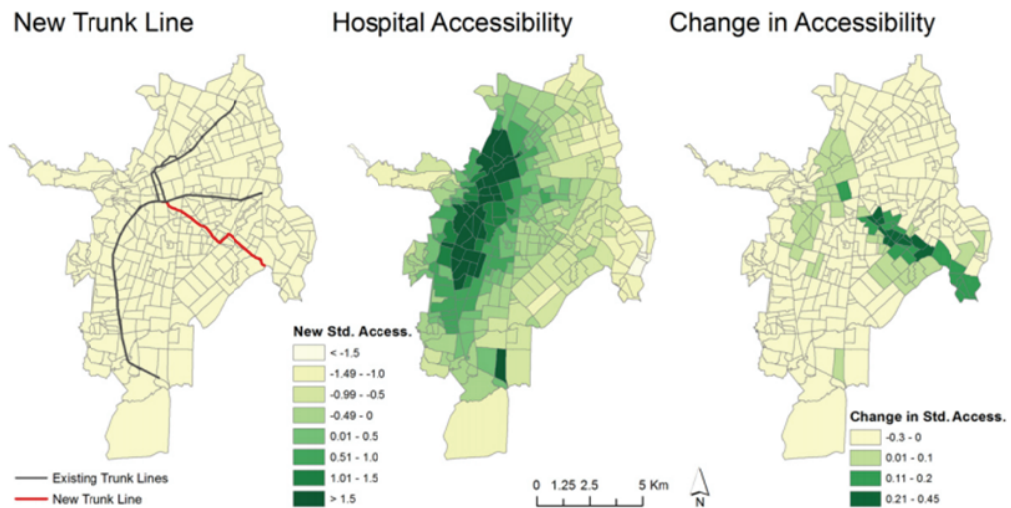 New Trunk Line
Hospital Accessibility
Change in Accessibility
Existing Trunk Lines
New Trunk Line
New Std. Access.
< -1.5
-1.49 - -1.0
-0.99 - -0.5
-0.49 - 0
0.01 - 0.5
0.51 - 1.0
1.01 - 1.5
> 1.5
0 1.25 2.5 5 Km
N
Change in Std. Access.
-0.3 - 0
0.01 - 0.1
0.11 - 0.2
0.21 - 0.45